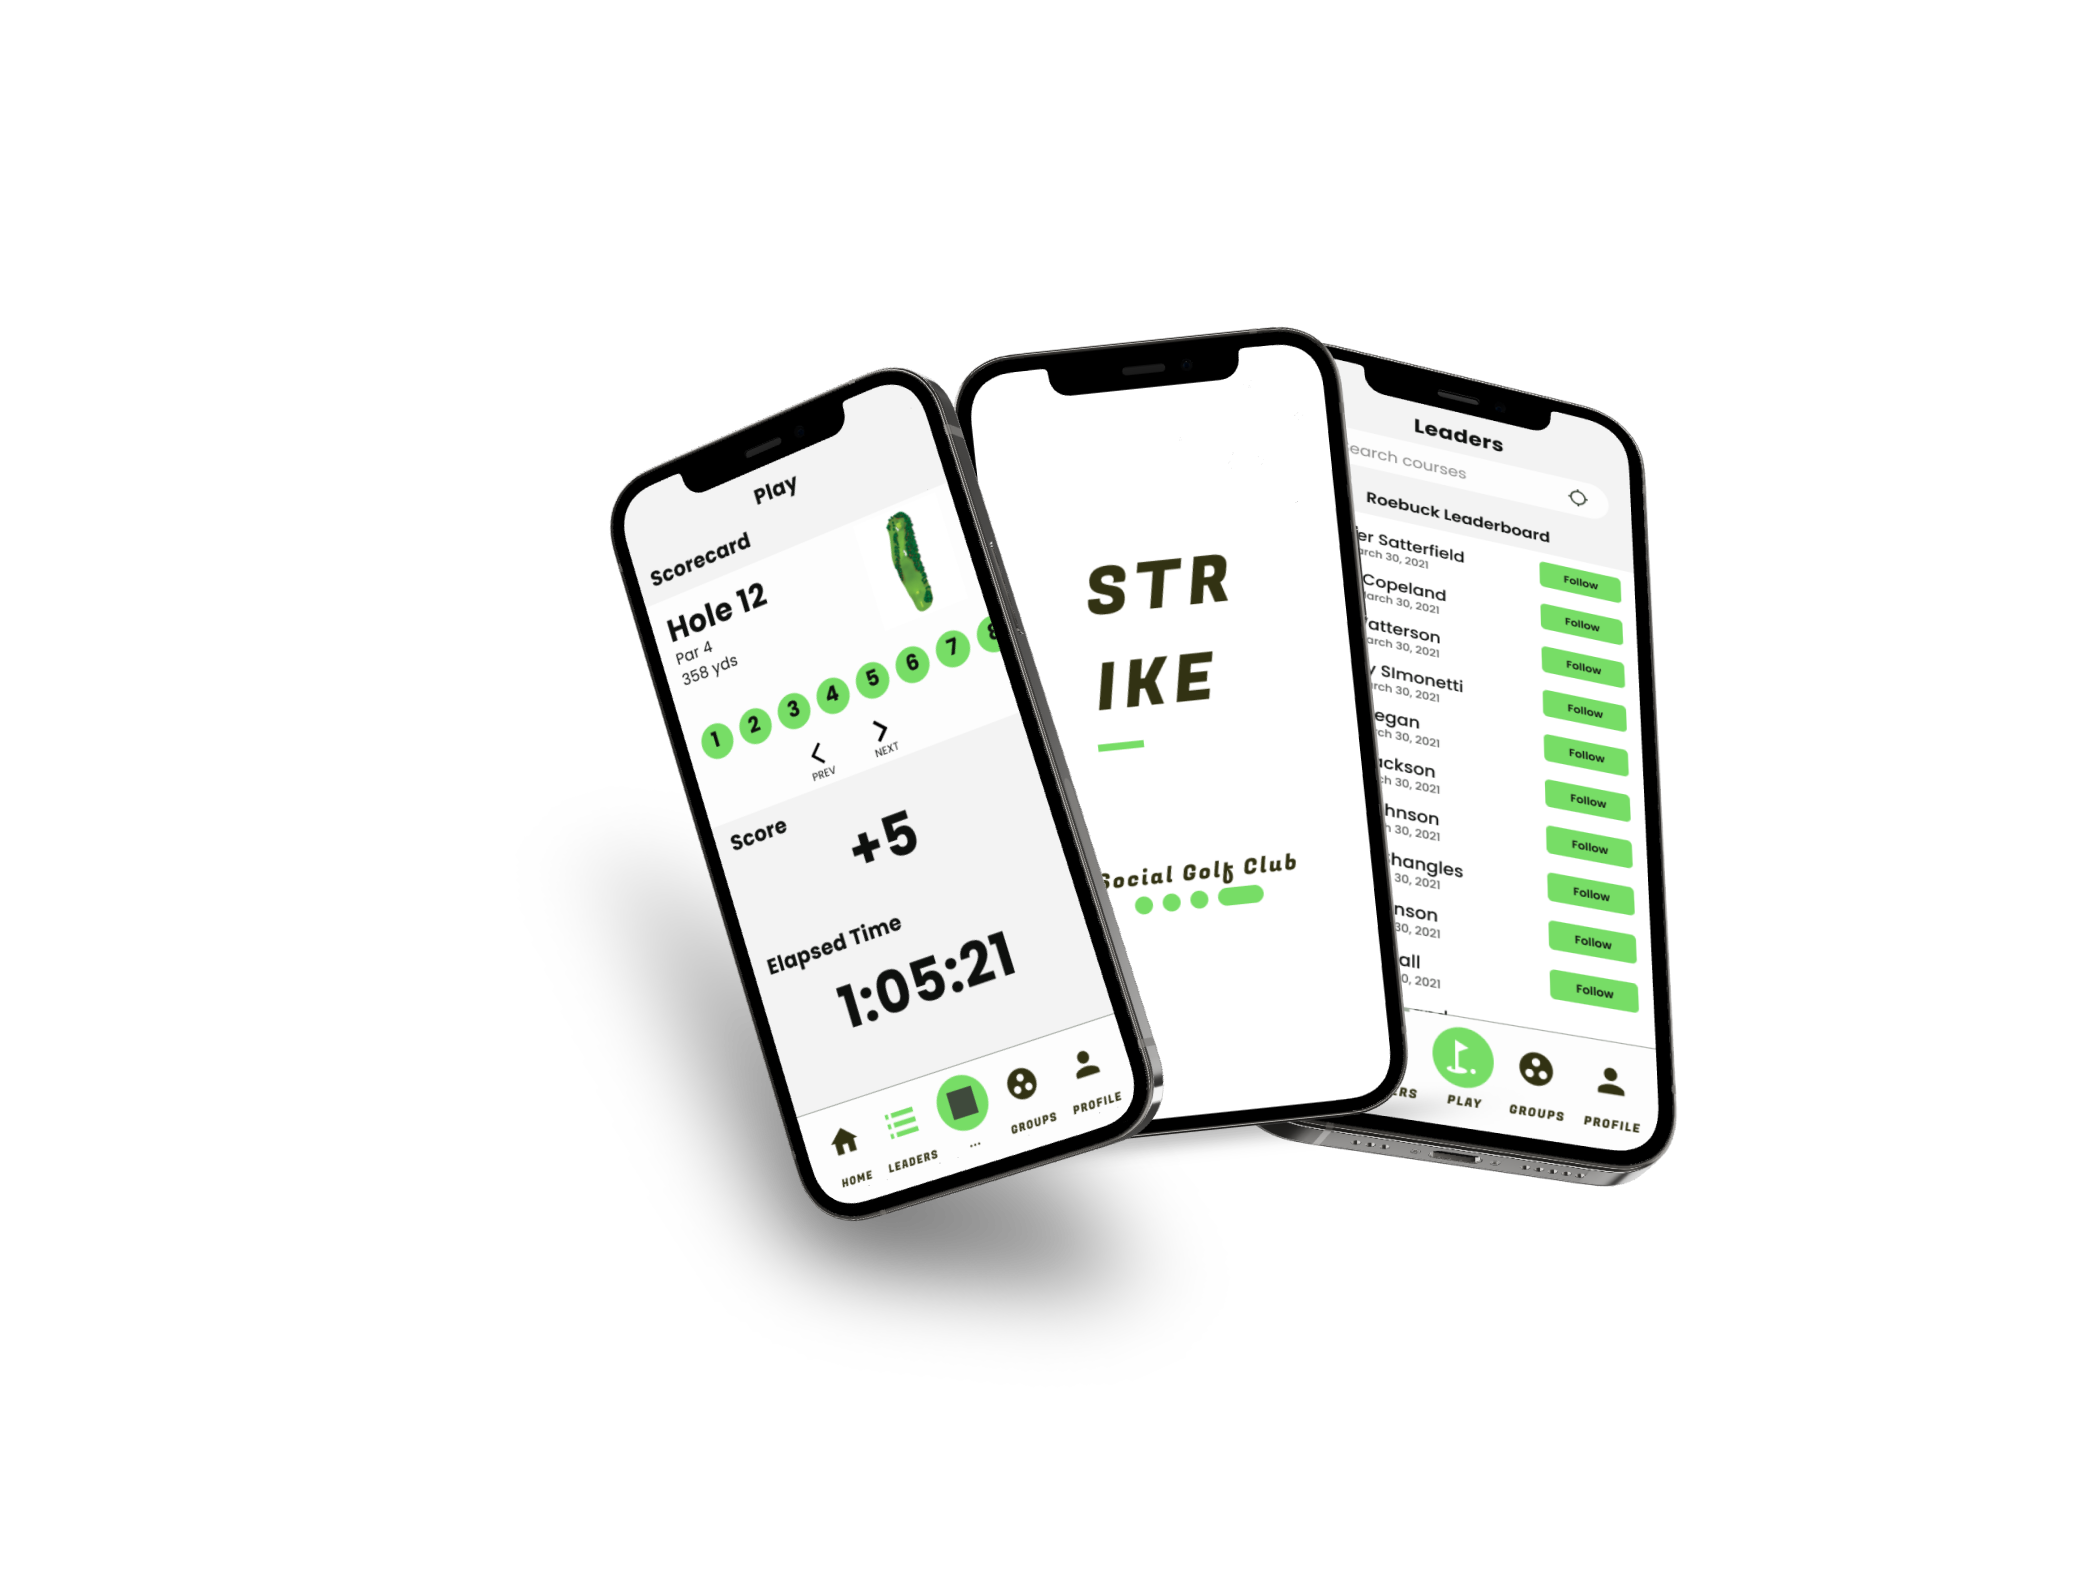 Play
Scorecard
Hole 12
Par 4
358 yds
1 2 3 4 5 6 7 8
PREV NEXT
Score
+5
Elapsed Time
1:05:21
HOME LEADERS ... GROUPS PROFILE
STR
IKE
Social Golf Club
Leaders
earch courses
Roebuck Leaderboard
er Satterfield
arch 30, 2021
Follow
Copeland
arch 30, 2021
Follow
atterson
arch 30, 2021
Follow
y SImonetti
rch 30, 2021
Follow
egan
ch 30, 2021
Follow
ackson
ch 30, 2021
Follow
hnson
h 30, 2021
Follow
Shangles
30, 2021
Follow
nson
30, 2021
Follow
all
0, 2021
Follow
ERS PLAY GROUPS PROFILE